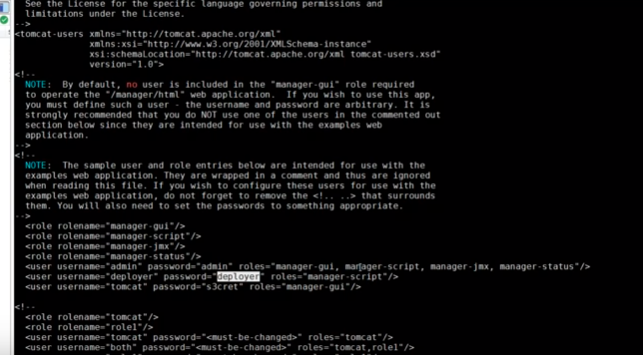 See the License for the specific language governing permissions and
limitations under the License.
-->
<tomcat-users xmlns="http://tomcat.apache.org/xml"
xmlns:xsi="http://www.w3.org/2001/XMLSchema-instance"
xsi:schemaLocation="http://tomcat.apache.org/xml tomcat-users.xsd"
version="1.0">
<!--
NOTE:  By default, no user is included in the "manager-gui" role required
to operate the "/manager/html" web application.  If you wish to use this app,
you must define such a user - the username and password are arbitrary. It is
strongly recommended that you do NOT use one of the users in the commented out
section below since they are intended for use with the examples web
application.
-->
<!--
NOTE:  The sample user and role entries below are intended for use with the
examples web application. They are wrapped in a comment and thus are ignored
when reading this file. If you wish to configure these users for use with the
examples web application, do not forget to remove the <!.. ..> that surrounds
them. You will also need to set the passwords to something appropriate.
-->
<role rolename="manager-gui"/>
<role rolename="manager-script"/>
<role rolename="manager-jmx"/>
<role rolename="manager-status"/>
<user username="admin" password="admin" roles="manager-gui, manager-script, manager-jmx, manager-status"/>
<user username="deployer" password="deployer" roles="manager-script"/>
<user username="tomcat" password="s3cret" roles="manager-gui"/>
<!--
<role rolename="tomcat"/>
<role rolename="role1"/>
<user username="tomcat" password="<must-be-changed>" roles="tomcat"/>
<user username="both" password="<must-be-changed>" roles="tomcat,role1"/>